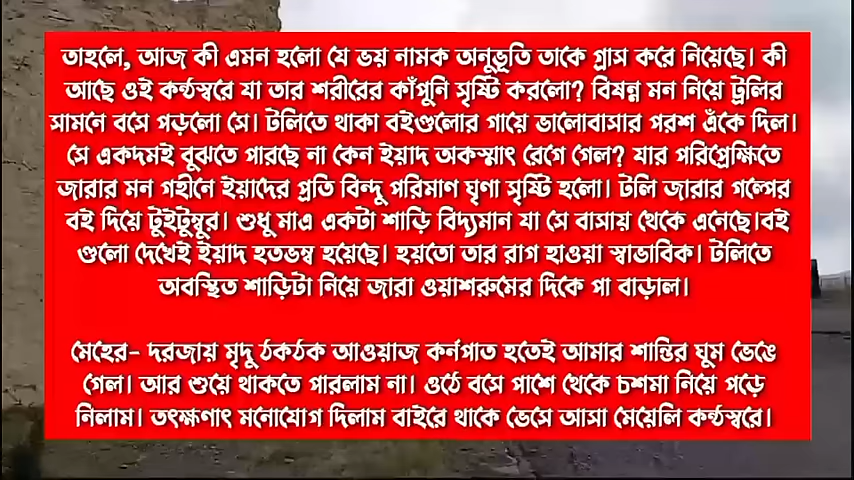 তাহলে, আজ কী এমন হলো যে ভয় নামক অনুভূতি তাকে গ্রাস করে নিয়েছে। কী
আছে ওই কন্ঠস্বরে যা তার শরীরের কাঁপুনি সৃষ্টি করলো? বিষন্ন মন নিয়ে ট্রলির
সামনে বসে পড়লো সে। টলিতে থাকা বইগুলোর গায়ে ভালোবাসার পরশ এঁকে দিল।
সে একদমই বুঝতে পারছে না কেন ইয়াদ অকস্মাৎ রেগে গেল? যার পরিপ্রেক্ষিতে
জারার মন গহীনে ইয়াদের প্রতি বিন্দু পরিমাণ ঘৃণা সৃষ্টি হলো। টলি জারার গল্পের
বই দিয়ে টুইটুম্বুর। শুধু মাএ একটা শাড়ি বিদ্যমান যা সে বাসায় থেকে এনেছে।বই
গুলো দেখেই ইয়াদ হতভম্ব হয়েছে। হয়তো তার রাগ হাওয়া স্বাভাবিক। টলিতে
অবস্থিত শাড়িটা নিয়ে জারা ওয়াশরুমের দিকে পা বাড়াল।
মেহের- দরজায় মৃদু ঠকঠক আওয়াজ কর্নপাত হতেই আমার শান্তির ঘুম ভেঙে
গেল। আর শুয়ে থাকতে পারলাম না। ওঠে বসে পাশে থেকে চশমা নিয়ে পড়ে
নিলাম। তৎক্ষণাৎ মনোযোগ দিলাম বাইরে থাকে ভেসে আসা মেয়েলি কন্ঠস্বরে।